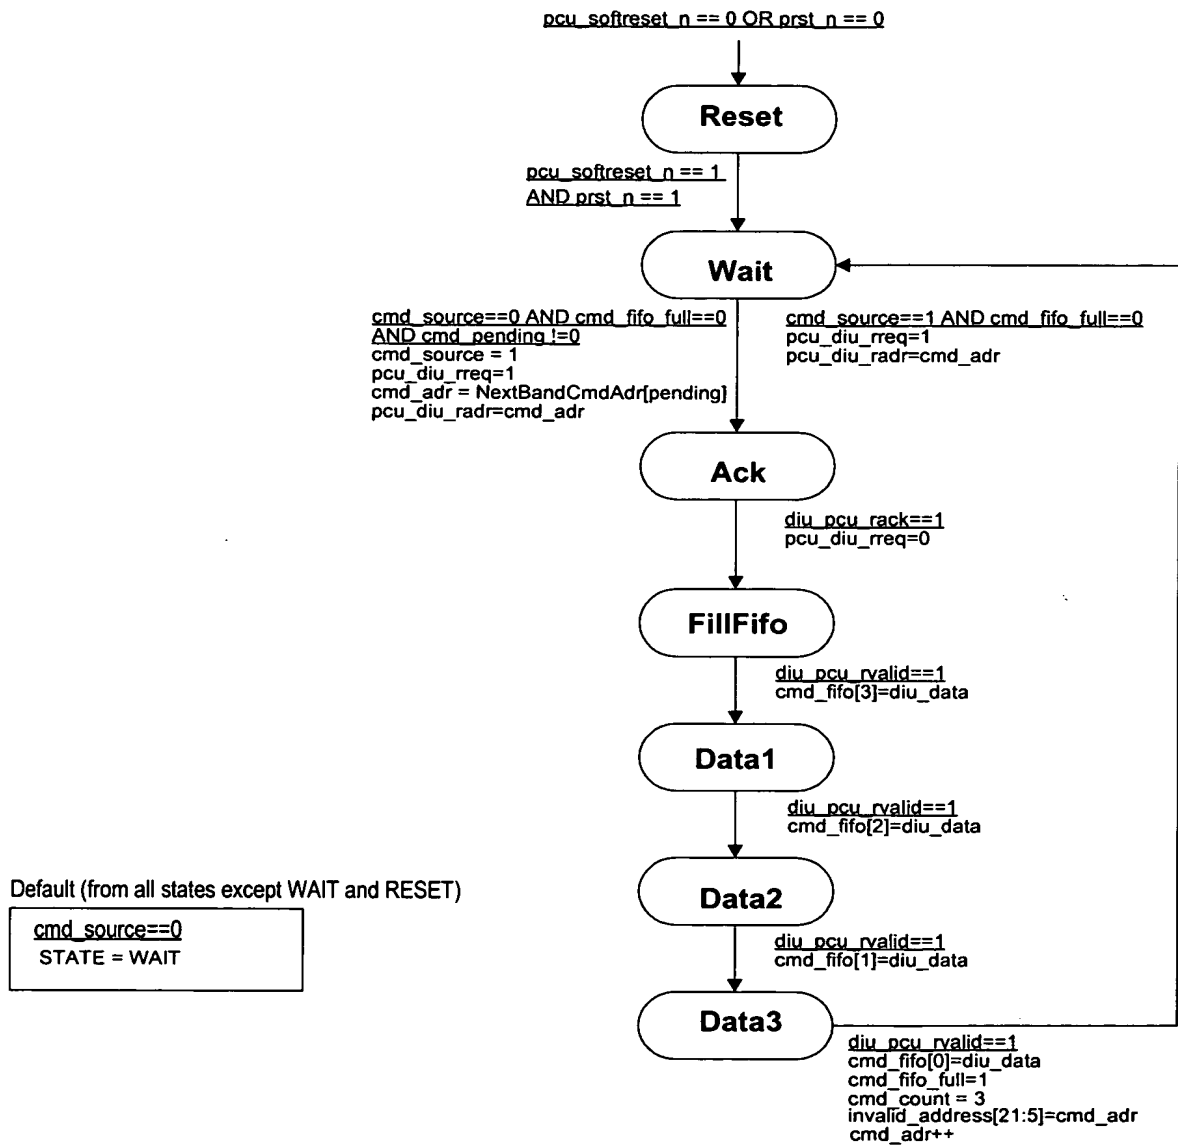 pcu_softreset_n == 0 OR prst_n == 0
Reset
pcu_softreset_n == 1
AND prst_n == 1
Wait
cmd_source==0 AND cmd_fifo_full==0
AND cmd_pending !=0
cmd_source = 1
pcu_diu_rreq=1
cmd_adr = NextBandCmdAdr[pending]
pcu_diu_radr=cmd_adr
cmd_source==1 AND cmd_fifo_full==0
pcu_diu_rreq=1
pcu_diu_radr=cmd_adr
Ack
diu_pcu_rack==1
pcu_diu_rreq=0
FillFifo
diu_pcu_rvalid==1
cmd_fifo[3]=diu_data
Data1
diu_pcu_rvalid==1
cmd_fifo[2]=diu_data
Data2
Default (from all states except WAIT and RESET)
cmd_source==0
STATE = WAIT
diu_pcu_rvalid==1
cmd_fifo[1]=diu_data
Data3
diu_pcu_rvalid==1
cmd_fifo[0]=diu_data
cmd_fifo_full=1
cmd_count = 3
invalid_address[21:5]=cmd_adr
cmd_adr++